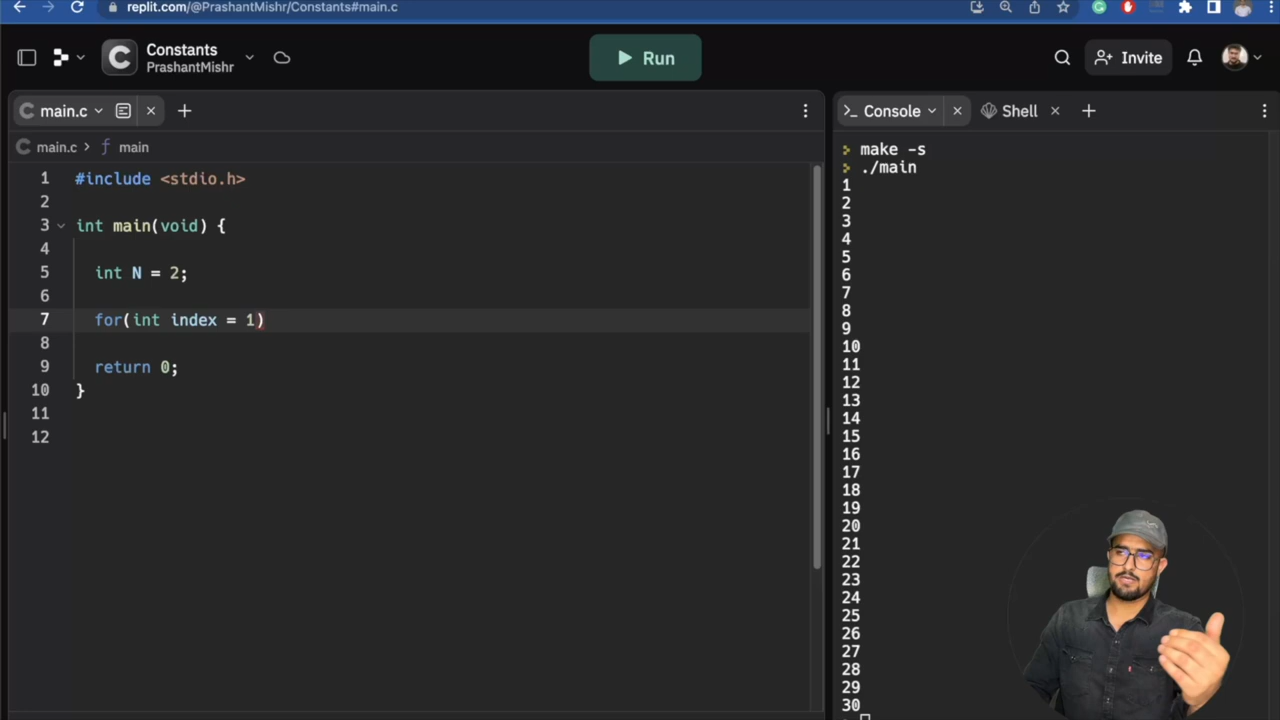 replit.com/@PrashantMishr/Constants#main.c
C
Constants
PrashantMishr
Run
Invite
main.c
main.c > f main
1 #include <stdio.h>
2
3 int main(void) {
4
5 int N = 2;
6
7 for(int index = 1)
8
9 return 0;
10 }
11
12
>_ Console
Shell
> make -s
> ./main
1
2
3
4
5
6
7
8
9
10
11
12
13
14
15
16
17
18
19
20
21
22
23
24
25
26
27
28
29
30